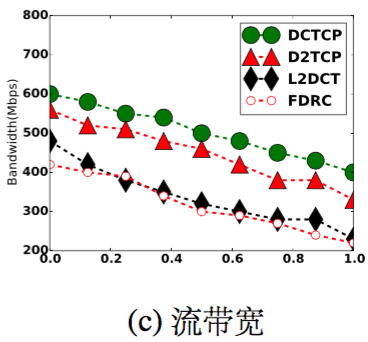 800
700
600
500
400
300
200
Bandwidth(Mbps)
DCTCP
D2TCP
L2DCT
FDRC
0.0 0.2 0.4 0.6 0.8 1.0
(c) 流带宽